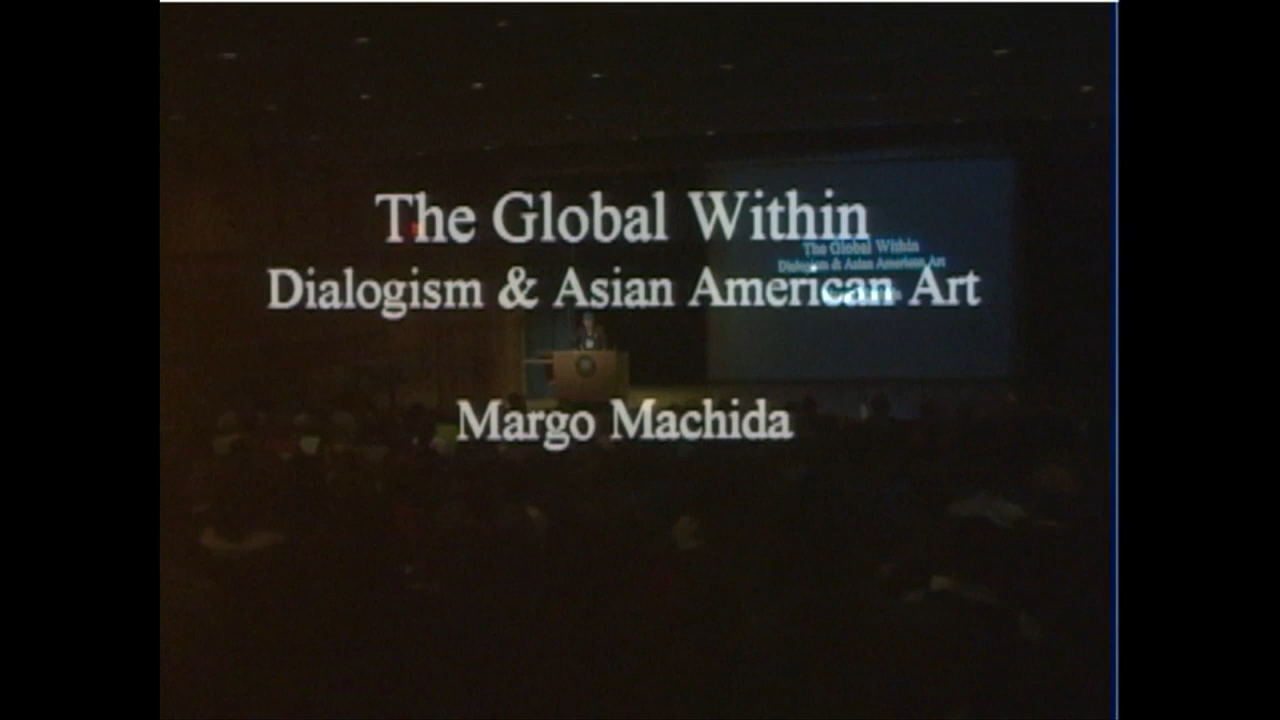 The Global Within
Dialogism & Asian American Art
Margo Machida
The Global Within
Dialogism & Asian American Art